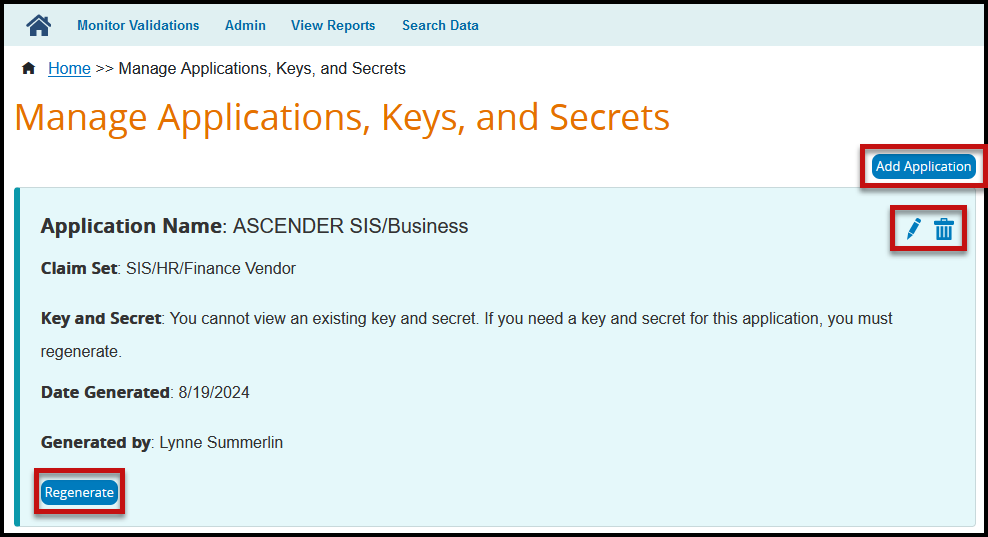 Monitor Validations Admin View Reports Search Data
Home >> Manage Applications, Keys, and Secrets
Manage Applications, Keys, and Secrets
Add Application
Application Name: ASCENDER SIS/Business
Claim Set: SIS/HR/Finance Vendor
Key and Secret: You cannot view an existing key and secret. If you need a key and secret for this application, you must
regenerate.
Date Generated: 8/19/2024
Generated by: Lynne Summerlin
Regenerate